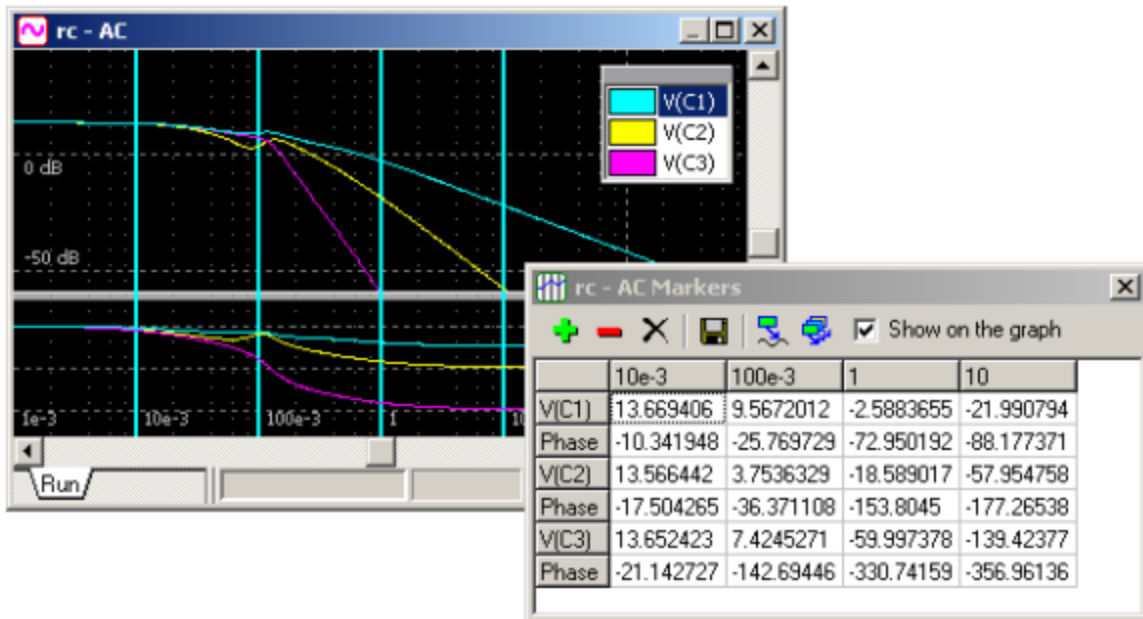 rc - AC
V(C1)
V(C2)
V(C3)
0 dB
-50 dB
1e-3 10e-3 100e-3 1 10
Run
rc - AC Markers
Show on the graph
10e-3 100e-3 1 10
V(C1) 13.669406 9.5672012 -2.5883655 -21.990794
Phase -10.341948 -25.769729 -72.950192 -88.177371
V(C2) 13.566442 3.7536329 -18.589017 -57.954758
Phase -17.504265 -36.371108 -153.8045 -177.26538
V(C3) 13.652423 7.4245271 -59.997378 -139.42377
Phase -21.142727 -142.69446 -330.74159 -356.96136